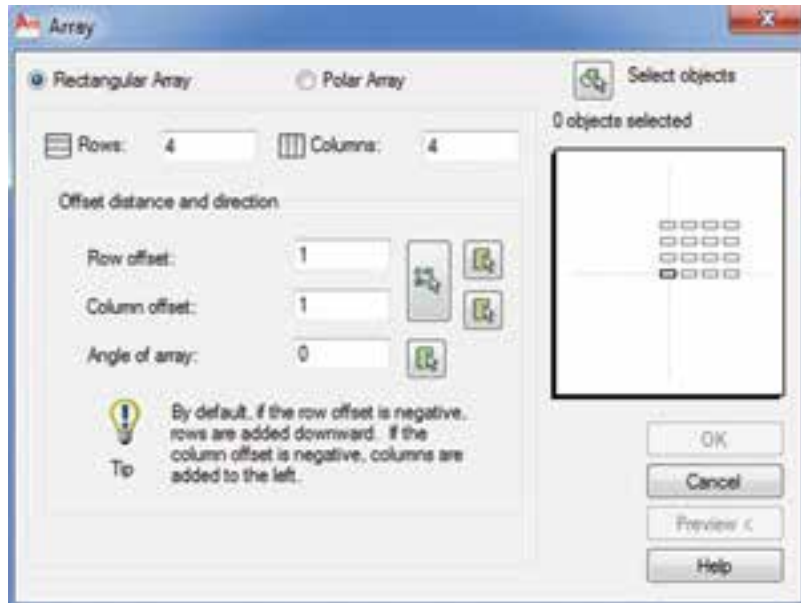 Array
Rectangular Array Polar Array Select objects
0 objects selected
Rows: 4 Columns: 4
Offset distance and direction
Row offset: 1
Column offset: 1
Angle of array: 0
By default, if the row offset is negative,
rows are added downward. If the
column offset is negative, columns are
added to the left.
Tip
OK
Cancel
Preview <
Help